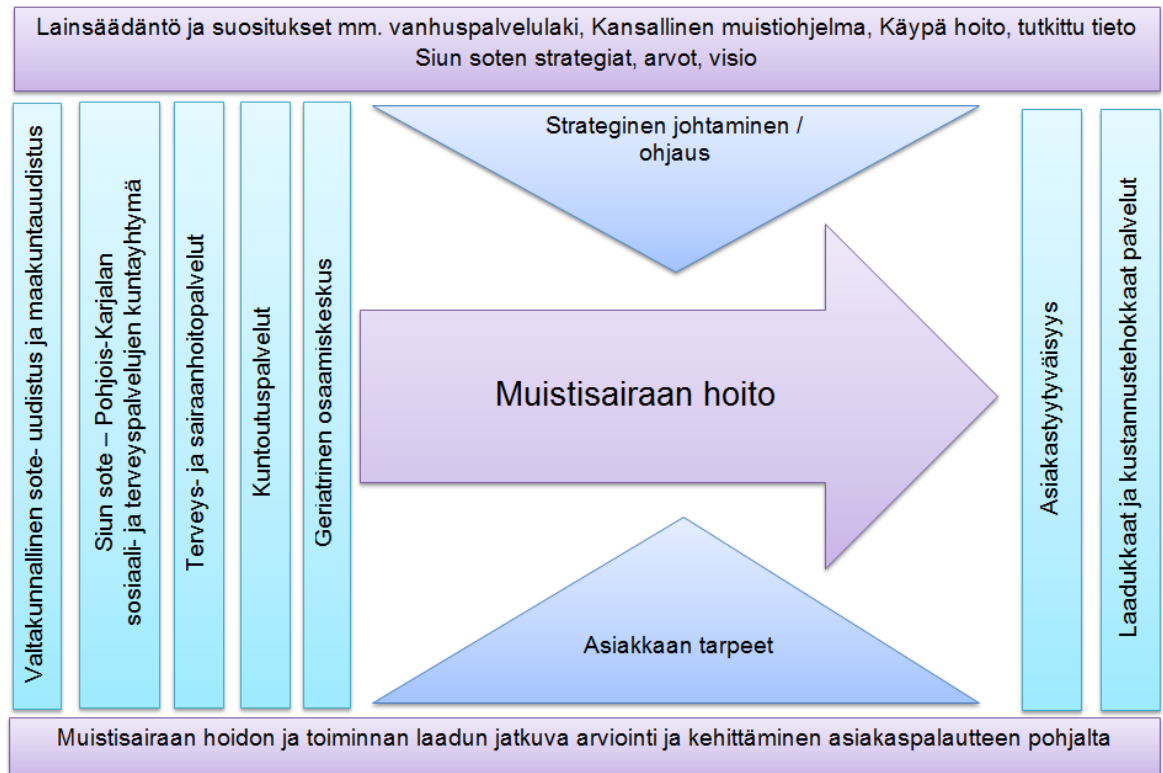 Lainsäädäntö ja suositukset mm. vanhuspalvelulaki, Kansallinen muistiohjelma, Käypä hoito, tutkittu tieto
Siun soten strategiat, arvot, visio
Valtakunnallinen sote- uudistus ja maakuntauudistus
Siun sote – Pohjois-Karjalan
sosiaali- ja terveyspalvelujen kuntayhtymä
Terveys- ja sairaanhoitopalvelut
Kuntoutuspalvelut
Geriatrinen osaamiskeskus
Strateginen johtaminen /
ohjaus
Muistisairaan hoito
Asiakkaan tarpeet
Asiakastyytyväisyys
Laadukkaat ja kustannustehokkaat palvelut
Muistisairaan hoidon ja toiminnan laadun jatkuva arviointi ja kehittäminen asiakaspalautteen pohjalta